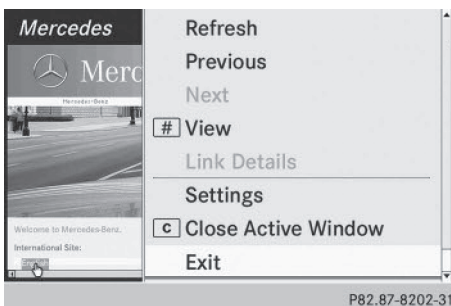 Mercedes
Merc
Mercedes-Benz
Welcome to Mercedes-Benz.
International Site:
Refresh
Previous
Next
# View
Link Details
Settings
C Close Active Window
Exit
P82.87-8202-31